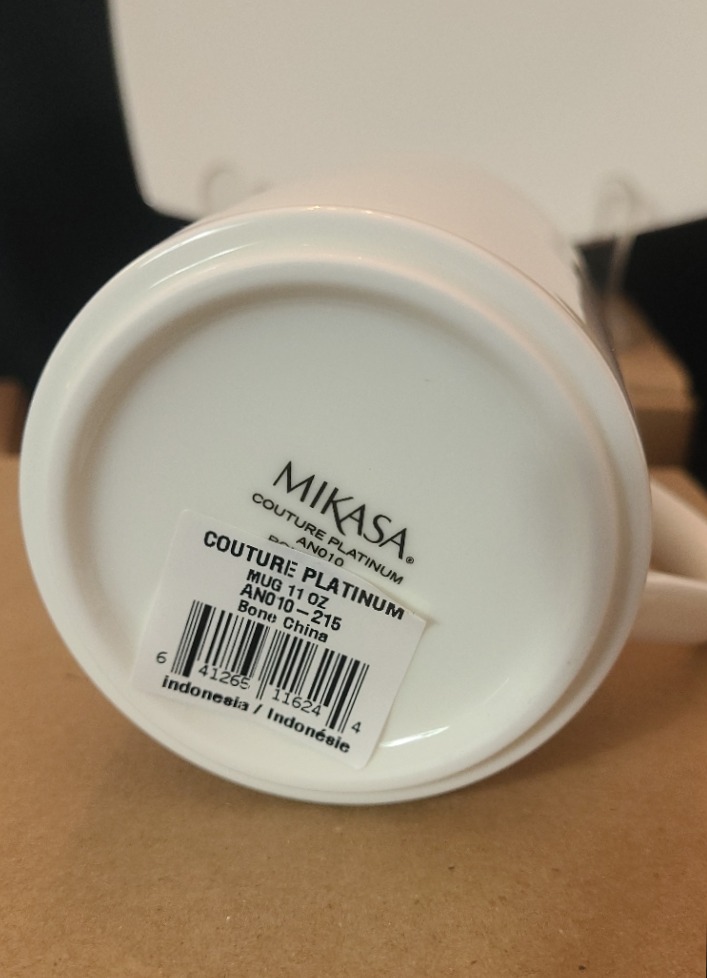 MIKASA®
COUTURE PLATINUM
AN010
COUTURE PLATINUM
MUG 11 OZ
AN010-215
Bone China
6 41265 11624 4
indonesia / Indonésie